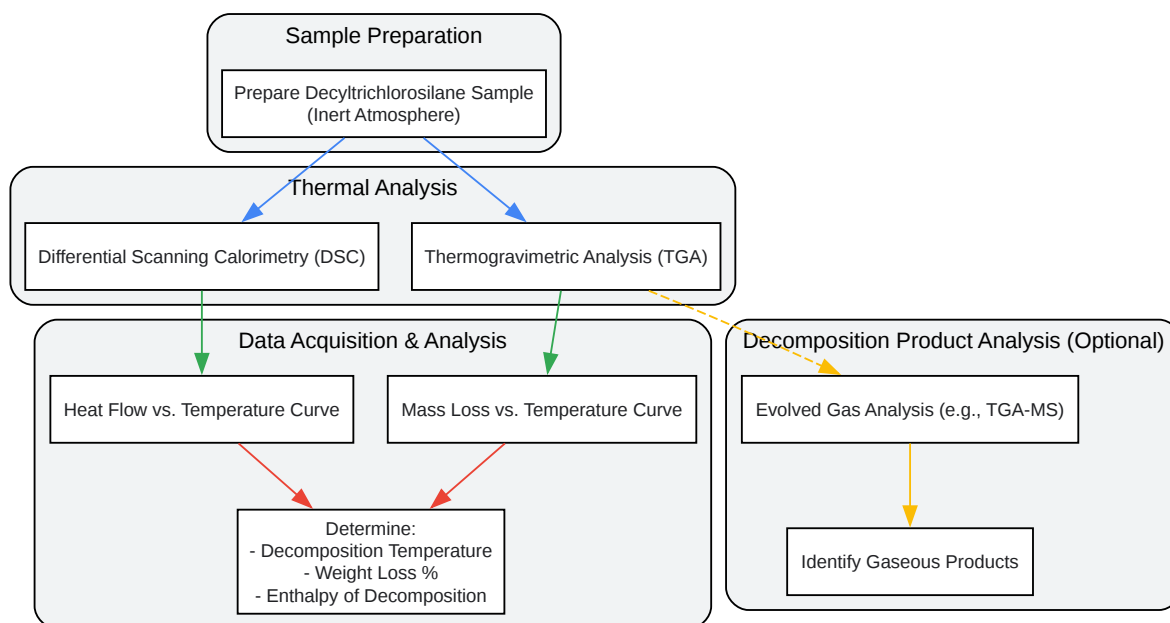 Sample Preparation
Prepare Decyltrichlorosilane Sample
(Inert Atmosphere)
Thermal Analysis
Differential Scanning Calorimetry (DSC)
Thermogravimetric Analysis (TGA)
Data Acquisition & Analysis
Decomposition Product Analysis (Optional)
Heat Flow vs. Temperature Curve
Mass Loss vs. Temperature Curve
Evolved Gas Analysis (e.g., TGA-MS)
Determine:
- Decomposition Temperature
- Weight Loss %
- Enthalpy of Decomposition
Identify Gaseous Products